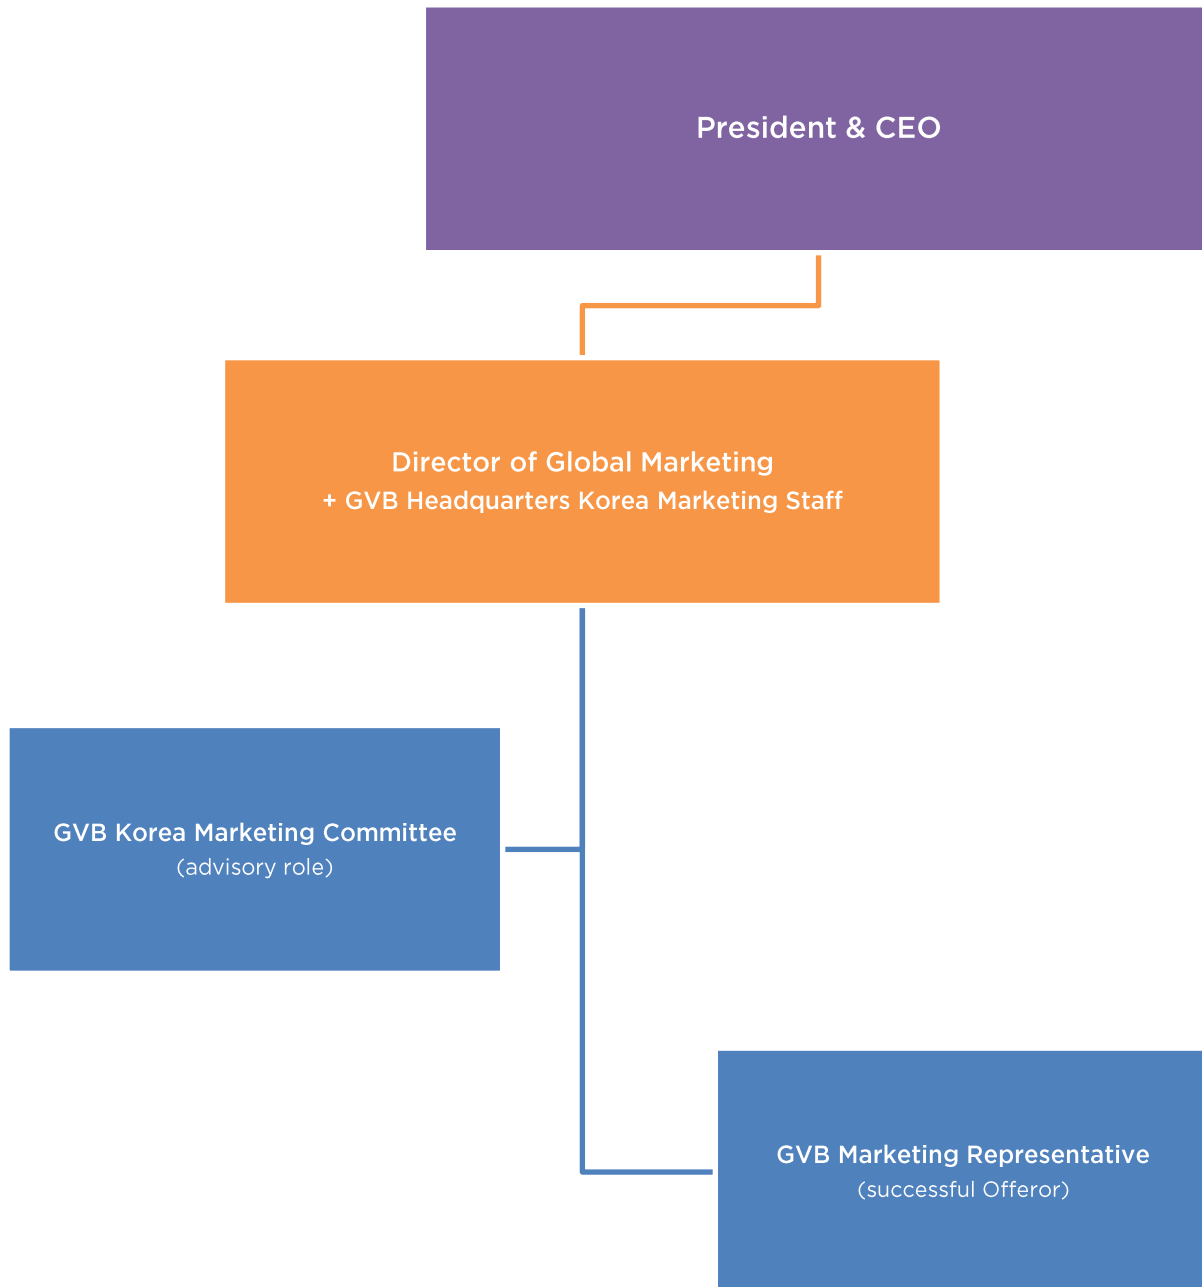 President & CEO
Director of Global Marketing
+ GVB Headquarters Korea Marketing Staff
GVB Korea Marketing Committee
(advisory role)
GVB Marketing Representative
(successful Offeror)